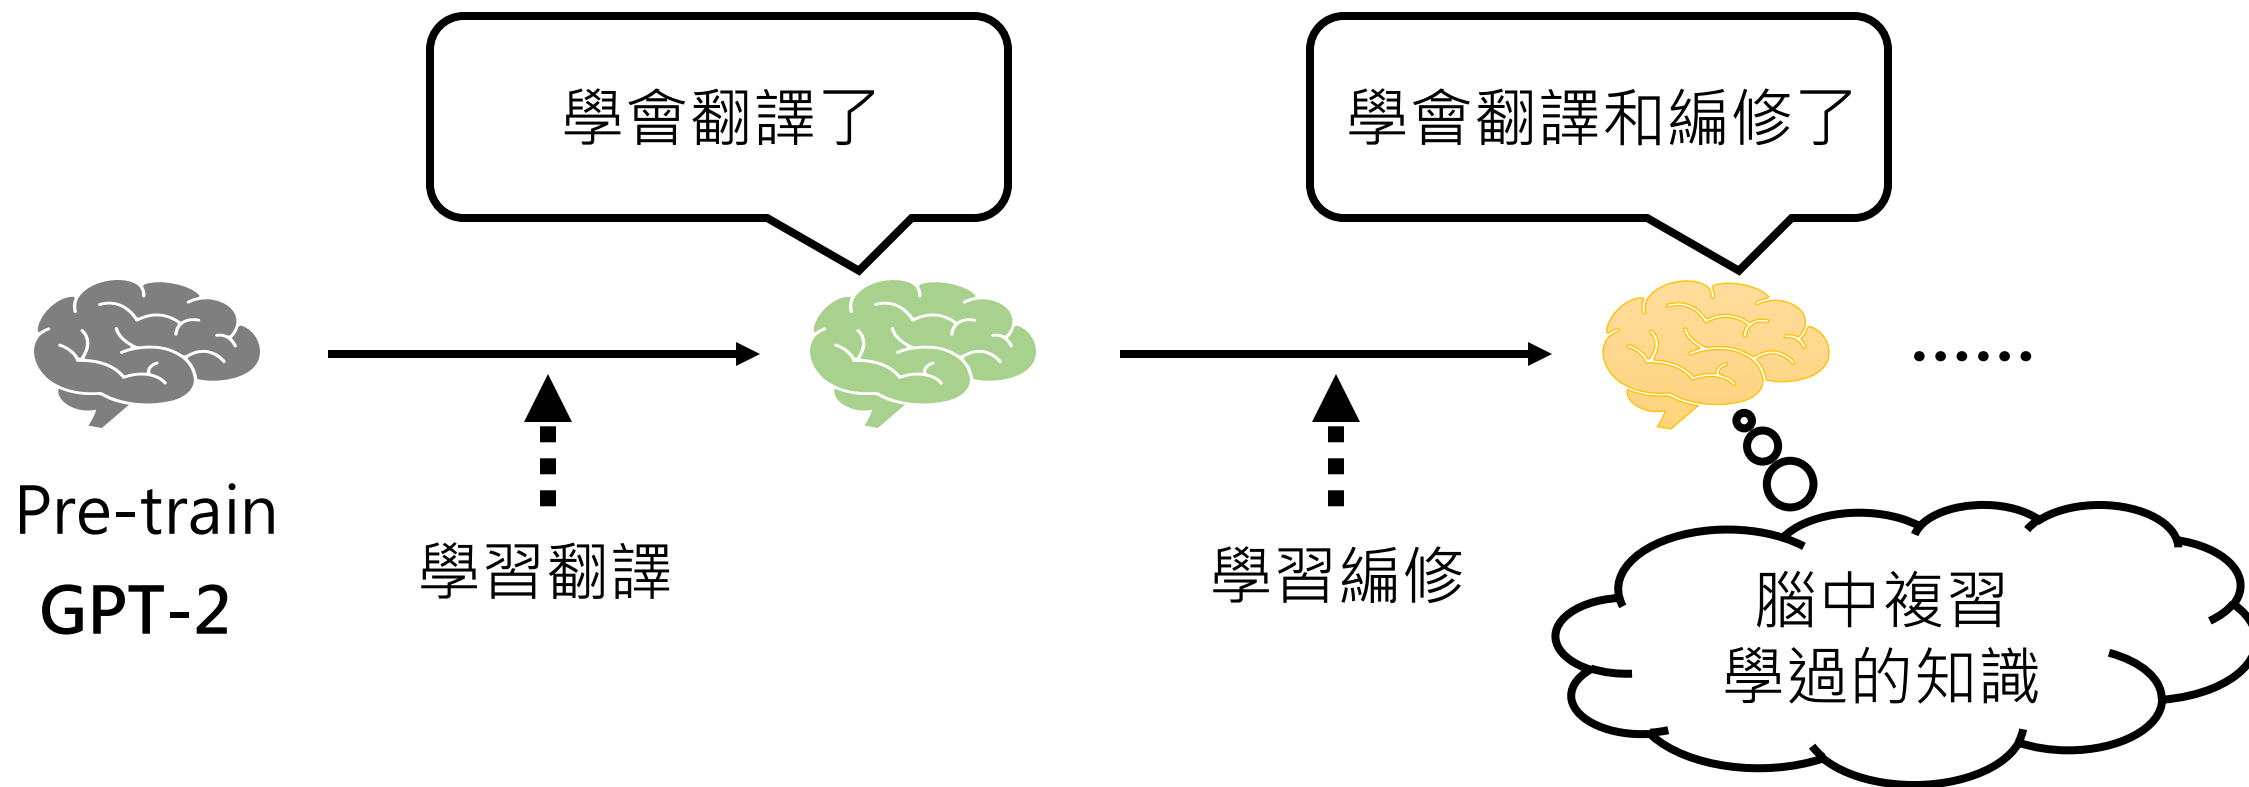 學會翻譯了
學會翻譯和編修了
Pre-train
GPT-2
學習翻譯
學習編修
......
腦中複習
學過的知識